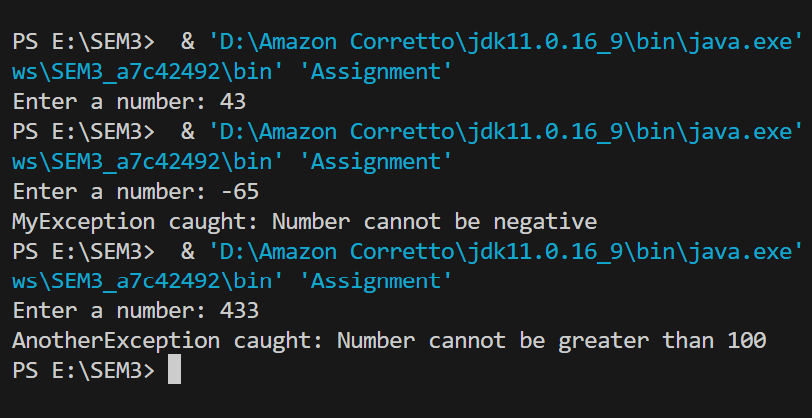 PS E:\SEM3>  & 'D:\Amazon Corretto\jdk11.0.16_9\bin\java.exe'
ws\SEM3_a7c42492\bin' 'Assignment'
Enter a number: 43
PS E:\SEM3>  & 'D:\Amazon Corretto\jdk11.0.16_9\bin\java.exe'
ws\SEM3_a7c42492\bin' 'Assignment'
Enter a number: -65
MyException caught: Number cannot be negative
PS E:\SEM3>  & 'D:\Amazon Corretto\jdk11.0.16_9\bin\java.exe'
ws\SEM3_a7c42492\bin' 'Assignment'
Enter a number: 433
AnotherException caught: Number cannot be greater than 100
PS E:\SEM3>